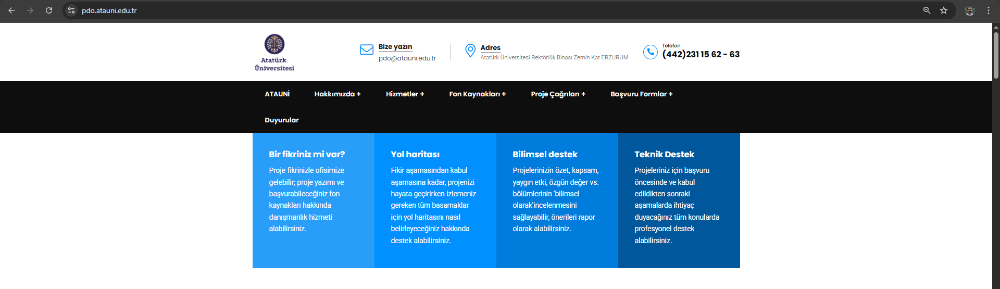 pdo.atauni.edu.tr
Atatürk
Üniversitesi
Bize yazın
pdo@atauni.edu.tr
Adres
Atatürk Üniversitesi Rektörlük Binası Zemin Kat ERZURUM
Telefon
(442)231 15 62 - 63
ATAUNİ
Hakkımızda +
Hizmetler +
Fon Kaynakları +
Proje Çağrıları +
Başvuru Formlar +
Duyurular
Bir fikriniz mi var?
Proje fikrinizle ofisimize
gelebilir; proje yazımı ve
başvurabileceğiniz fon
kaynakları hakkında
danışmanlık hizmeti
alabilirsiniz.
Yol haritası
Fikir aşamasından kabul
aşamasına kadar, projenizi
hayata geçirirken izlemeniz
gereken tüm basamaklar
için yol haritasını nasıl
belirleyeceğiniz hakkında
destek alabilirsiniz.
Bilimsel destek
Projelerinizin özet, kapsam,
yaygın etki, özgün değer vs.
bölümlerinin 'bilimsel
olarak'incelenmesini
sağlayabilir, önerileri rapor
olarak alabilirsiniz.
Teknik Destek
Projeleriniz için başvuru
öncesinde ve kabul
edildikten sonraki
aşamalarda ihtiyaç
duyacağınız tüm konularda
profesyonel destek
alabilirsiniz.